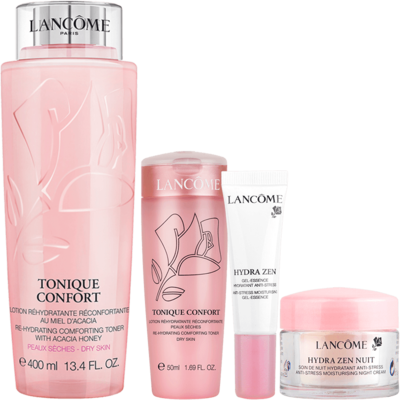 LANCÔME
PARIS
TONIQUE
CONFORT
LOTION RÉHYDRATANTE RÉCONFORTANTE
AU MIEL D'ACACIA
RE-HYDRATING COMFORTING TONER
WITH ACACIA HONEY
PEAUX SÈCHES - DRY SKIN
℮ 400 ml 13.4 FL. OZ.
LANCÔME
TONIQUE CONFORT
LOTION RÉHYDRATANTE RÉCONFORTANTE
PEAUX SÈCHES
RE-HYDRATING COMFORTING TONER
DRY SKIN
℮ 50ml 1.69 FL. OZ.
LANCÔME
HYDRA ZEN
GEL-ESSENCE
HYDRATANT ANTI-STRESS
ANTI-STRESS MOISTURISING
GEL-ESSENCE
LANCÔME
HYDRA ZEN NUIT
SOIN DE NUIT HYDRATANT ANTI-STRESS
ANTI-STRESS MOISTURISING NIGHT CREAM